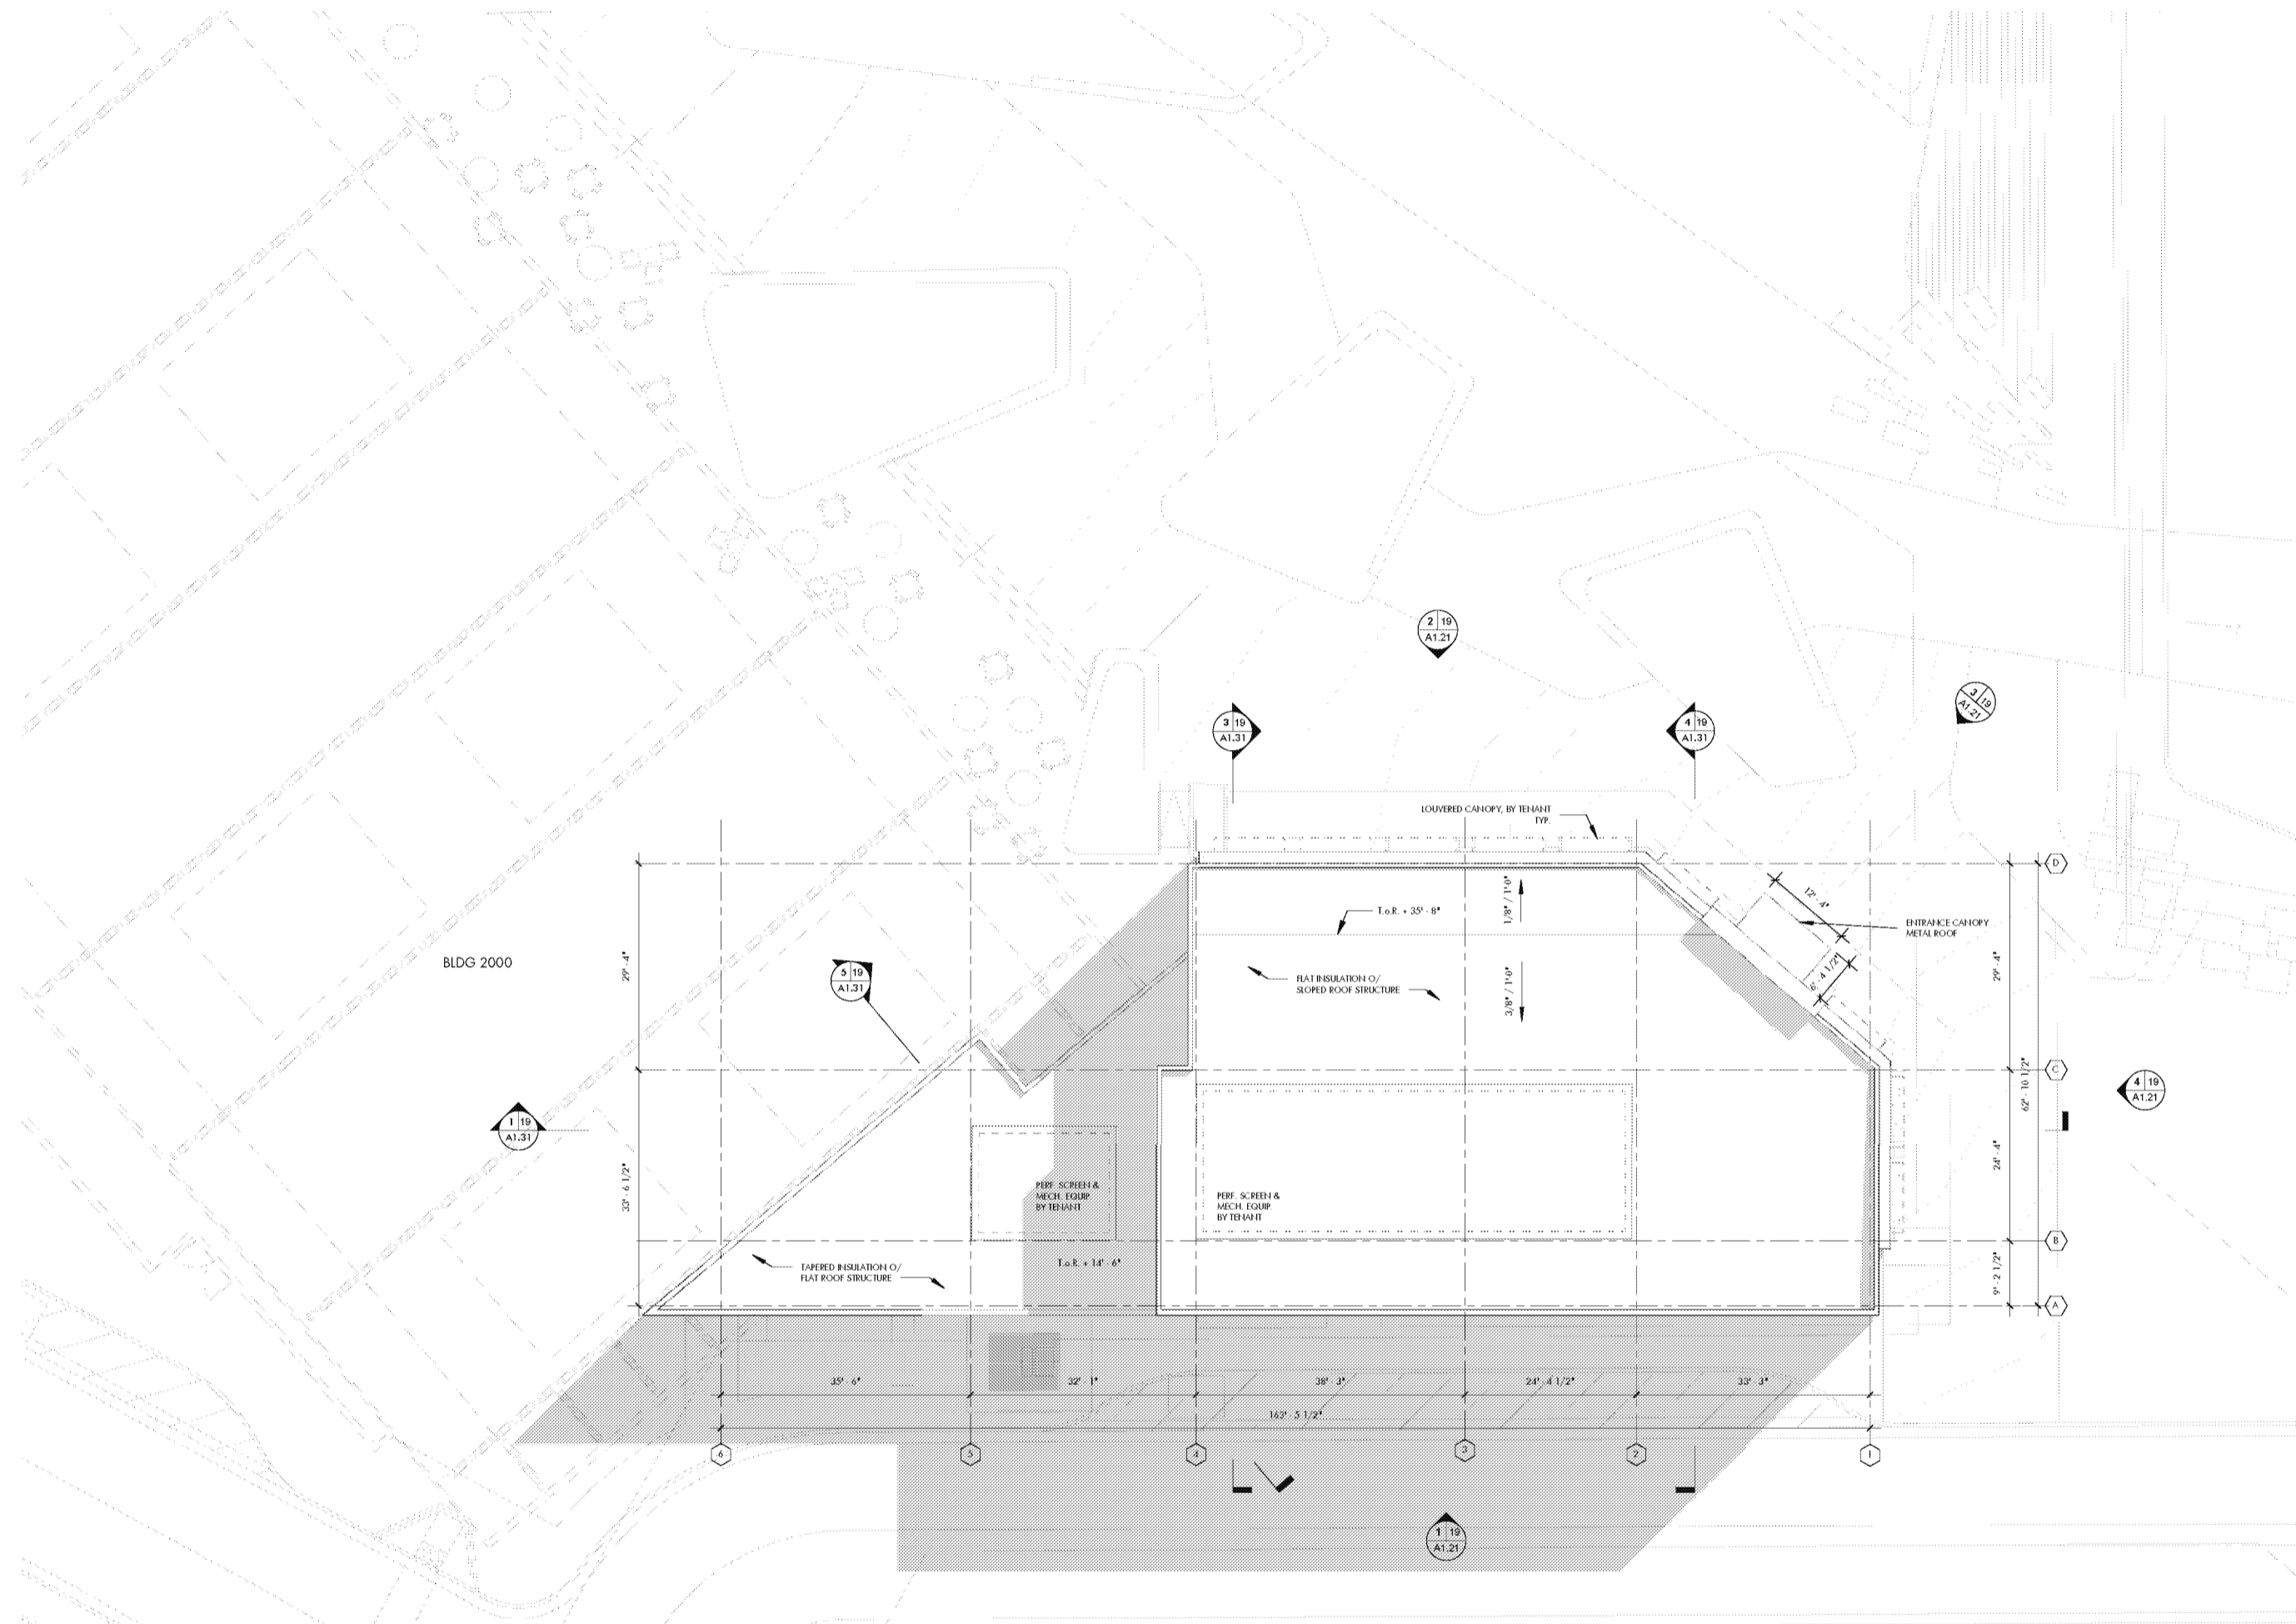 2 19
A1.21
3 19
A1.21
3 19
A1.31
4 19
A1.31
LOUVERED CANOPY, BY TENANT
TYP.
D
12' - 4"
T.o.R. + 35' - 8"
1/8" / 1'-0"
ENTRANCE CANOPY
METAL ROOF
BLDG 2000
29' - 4"
5 19
A1.31
FLAT INSULATION O/
SLOPED ROOF STRUCTURE
3/8" / 1'-0"
6' - 4 1/2"
29' - 4"
C
62' - 10 1/2"
4 19
A1.21
1 19
A1.31
33' - 6 1/2"
24' - 4"
PERF. SCREEN &
MECH. EQUIP.
BY TENANT
PERF. SCREEN &
MECH. EQUIP.
BY TENANT
B
TAPERED INSULATION O/
FLAT ROOF STRUCTURE
T.o.R. + 14' - 6"
9' - 2 1/2"
A
35' - 6"
32' - 1"
38' - 3"
24' - 4 1/2"
33' - 3"
163' - 5 1/2"
6
5
4
3
2
1
1 19
A1.21